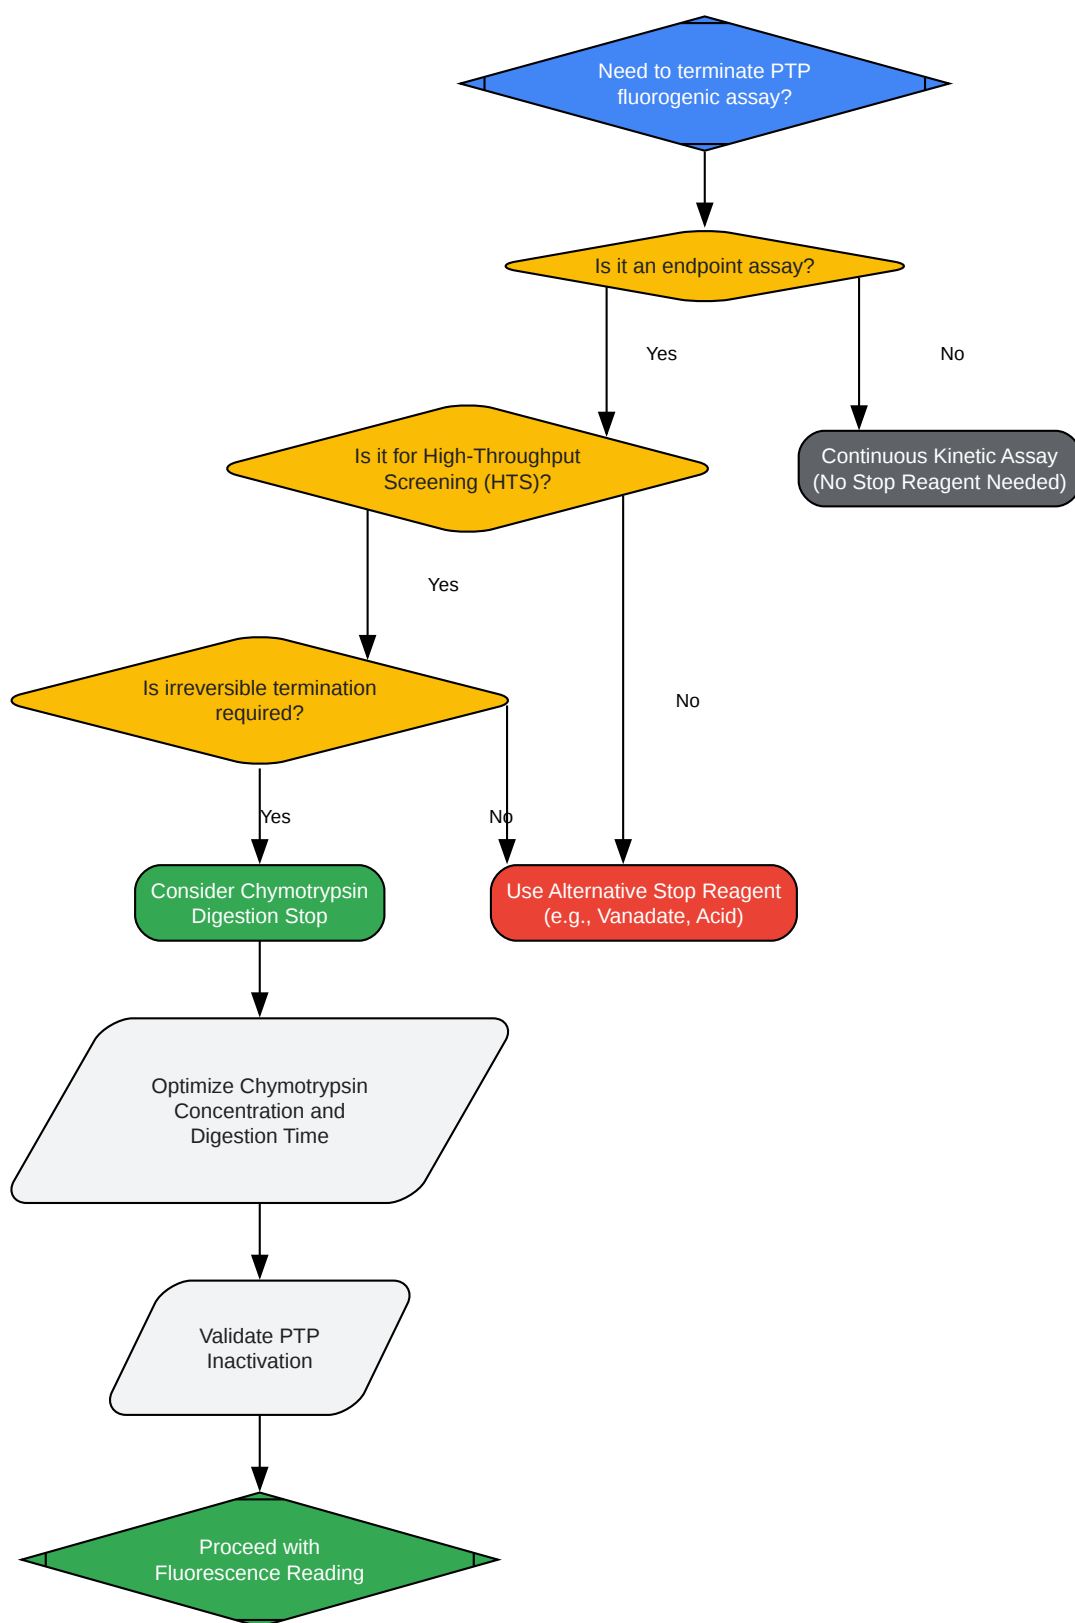 Need to terminate PTP
fluorogenic assay?
Is it an endpoint assay?
Yes
No
Is it for High-Throughput
Screening (HTS)?
Continuous Kinetic Assay
(No Stop Reagent Needed)
Yes
Is irreversible termination
required?
No
Yes
No
Consider Chymotrypsin
Digestion Stop
Use Alternative Stop Reagent
(e.g., Vanadate, Acid)
Optimize Chymotrypsin
Concentration and
Digestion Time
Validate PTP
Inactivation
Proceed with
Fluorescence Reading